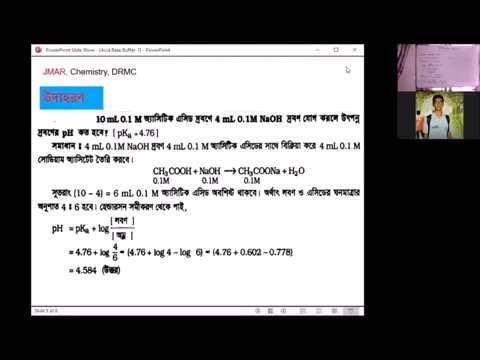 PowerPoint Slide Show - [Acid Base Buffer
JMAR, Chemistry, DRMC
উদাহরণ
10 mL 0.1 M অ্যাসিটিক এসিড দ্রবণে 4 mL 0.1M NaOH দ্রবণ যোগ করলে উৎপন্ন
দ্রবণের pH কত হবে? [ pKa = 4.76]
সমাধান : 4 mL 0.1M NaOH দ্রবণ 4 mL 0.1 M অ্যাসিটিক এসিডের সাথে বিক্রিয়া করে 4 mL 0.1 M
সোডিয়াম অ্যাসিটেট তৈরি করবে।
CH3COOH + NaOH → CH3COONa + H2O
0.1M 0.1M 0.1M
সুতরাং (10 – 4) = 6 mL 0.1 M অ্যাসিটিক এসিড অবশিষ্ট থাকবে। অর্থাৎ লবণ ও এসিডের ঘনমাত্রার
অনুপাত 4 : 6 হবে। হেন্ডারসন সমীকরণ থেকে পাই,
pH = pKa + log [লবণ] / [অম্ল]
= 4.76 + log 4/6 = (4.76 + log 4 – log 6) = (4.76 + 0.602 – 0.778)
= 4.584 (উত্তর)
Slide 5 of 6